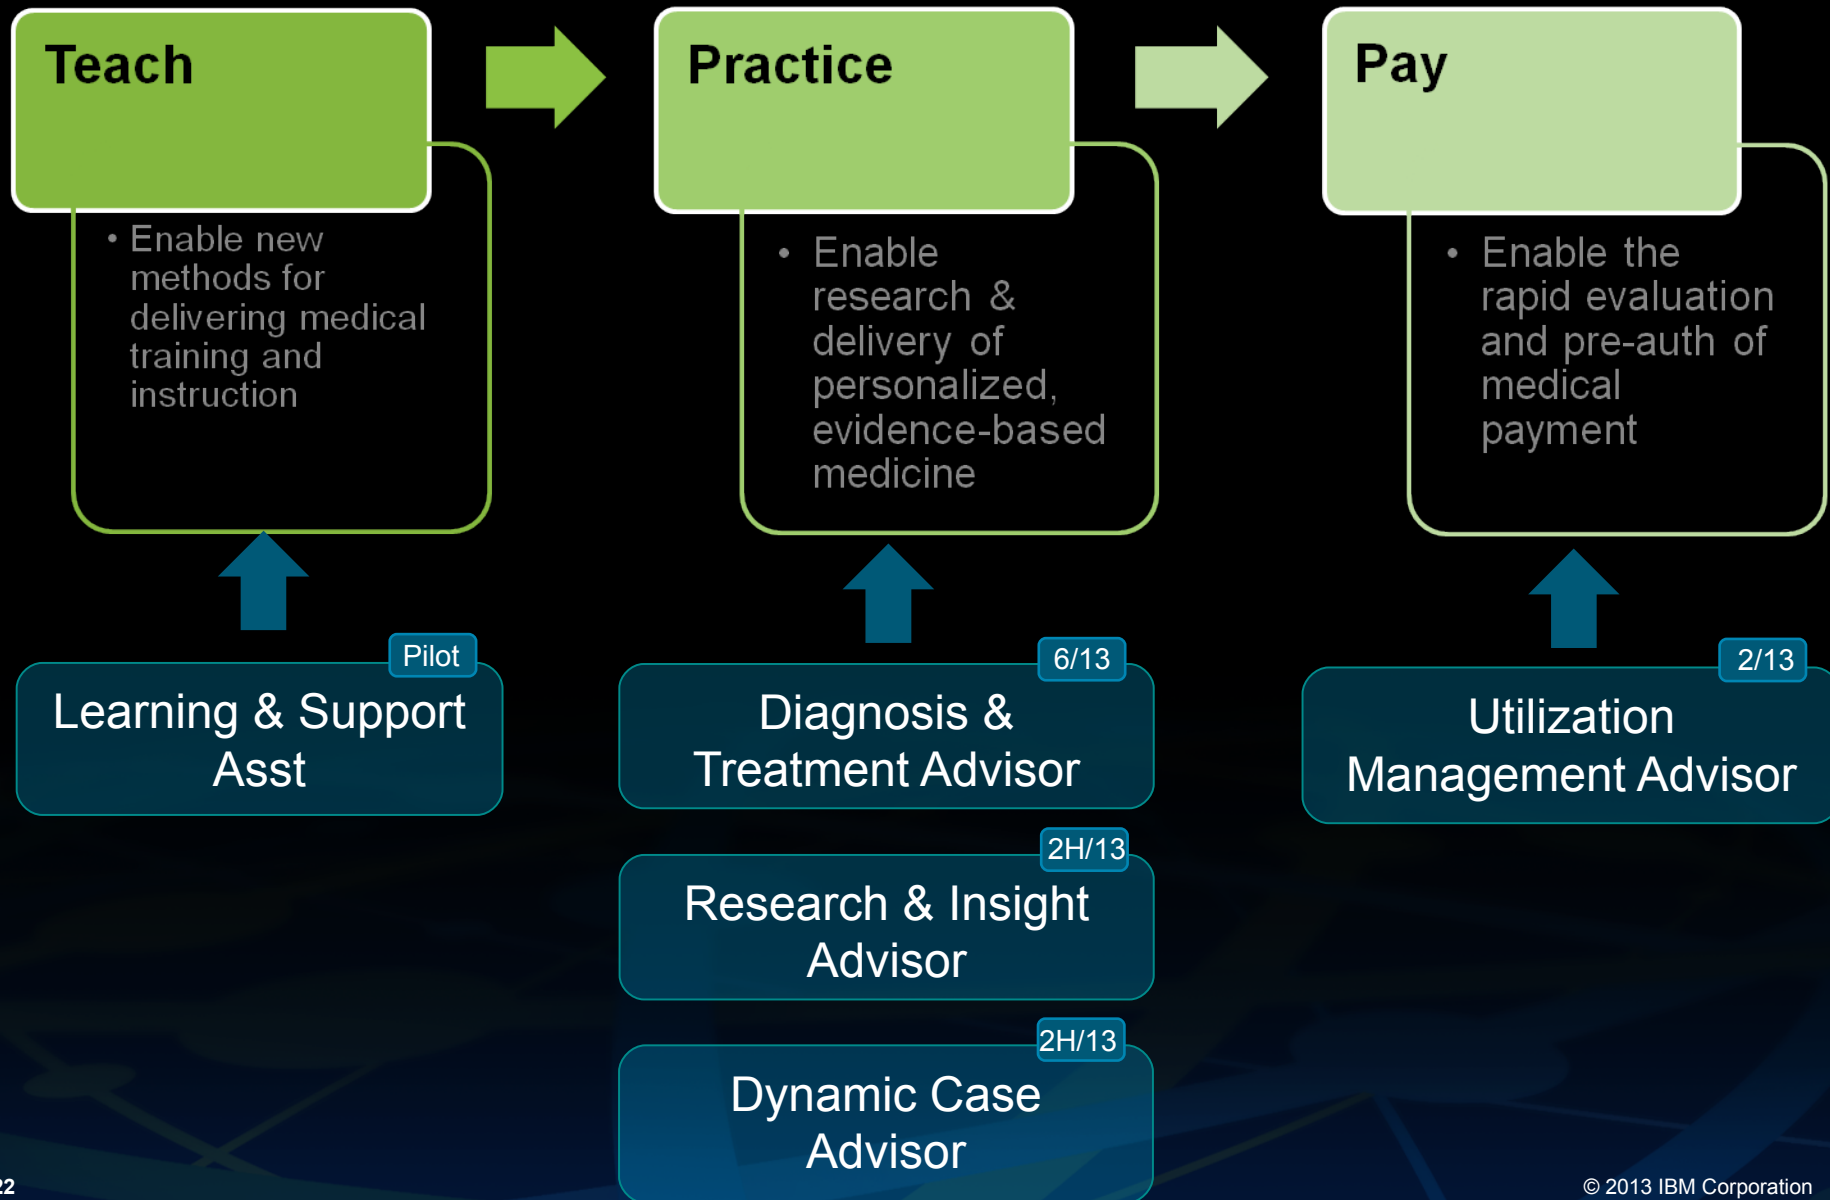 Teach
• Enable new
methods for
delivering medical
training and
instruction
Practice
• Enable
research &
delivery of
personalized,
evidence-based
medicine
Pay
• Enable the
rapid evaluation
and pre-auth of
medical
payment
Pilot
Learning & Support
Asst
6/13
Diagnosis &
Treatment Advisor
2H/13
Research & Insight
Advisor
2H/13
Dynamic Case
Advisor
2/13
Utilization
Management Advisor
22
© 2013 IBM Corporation